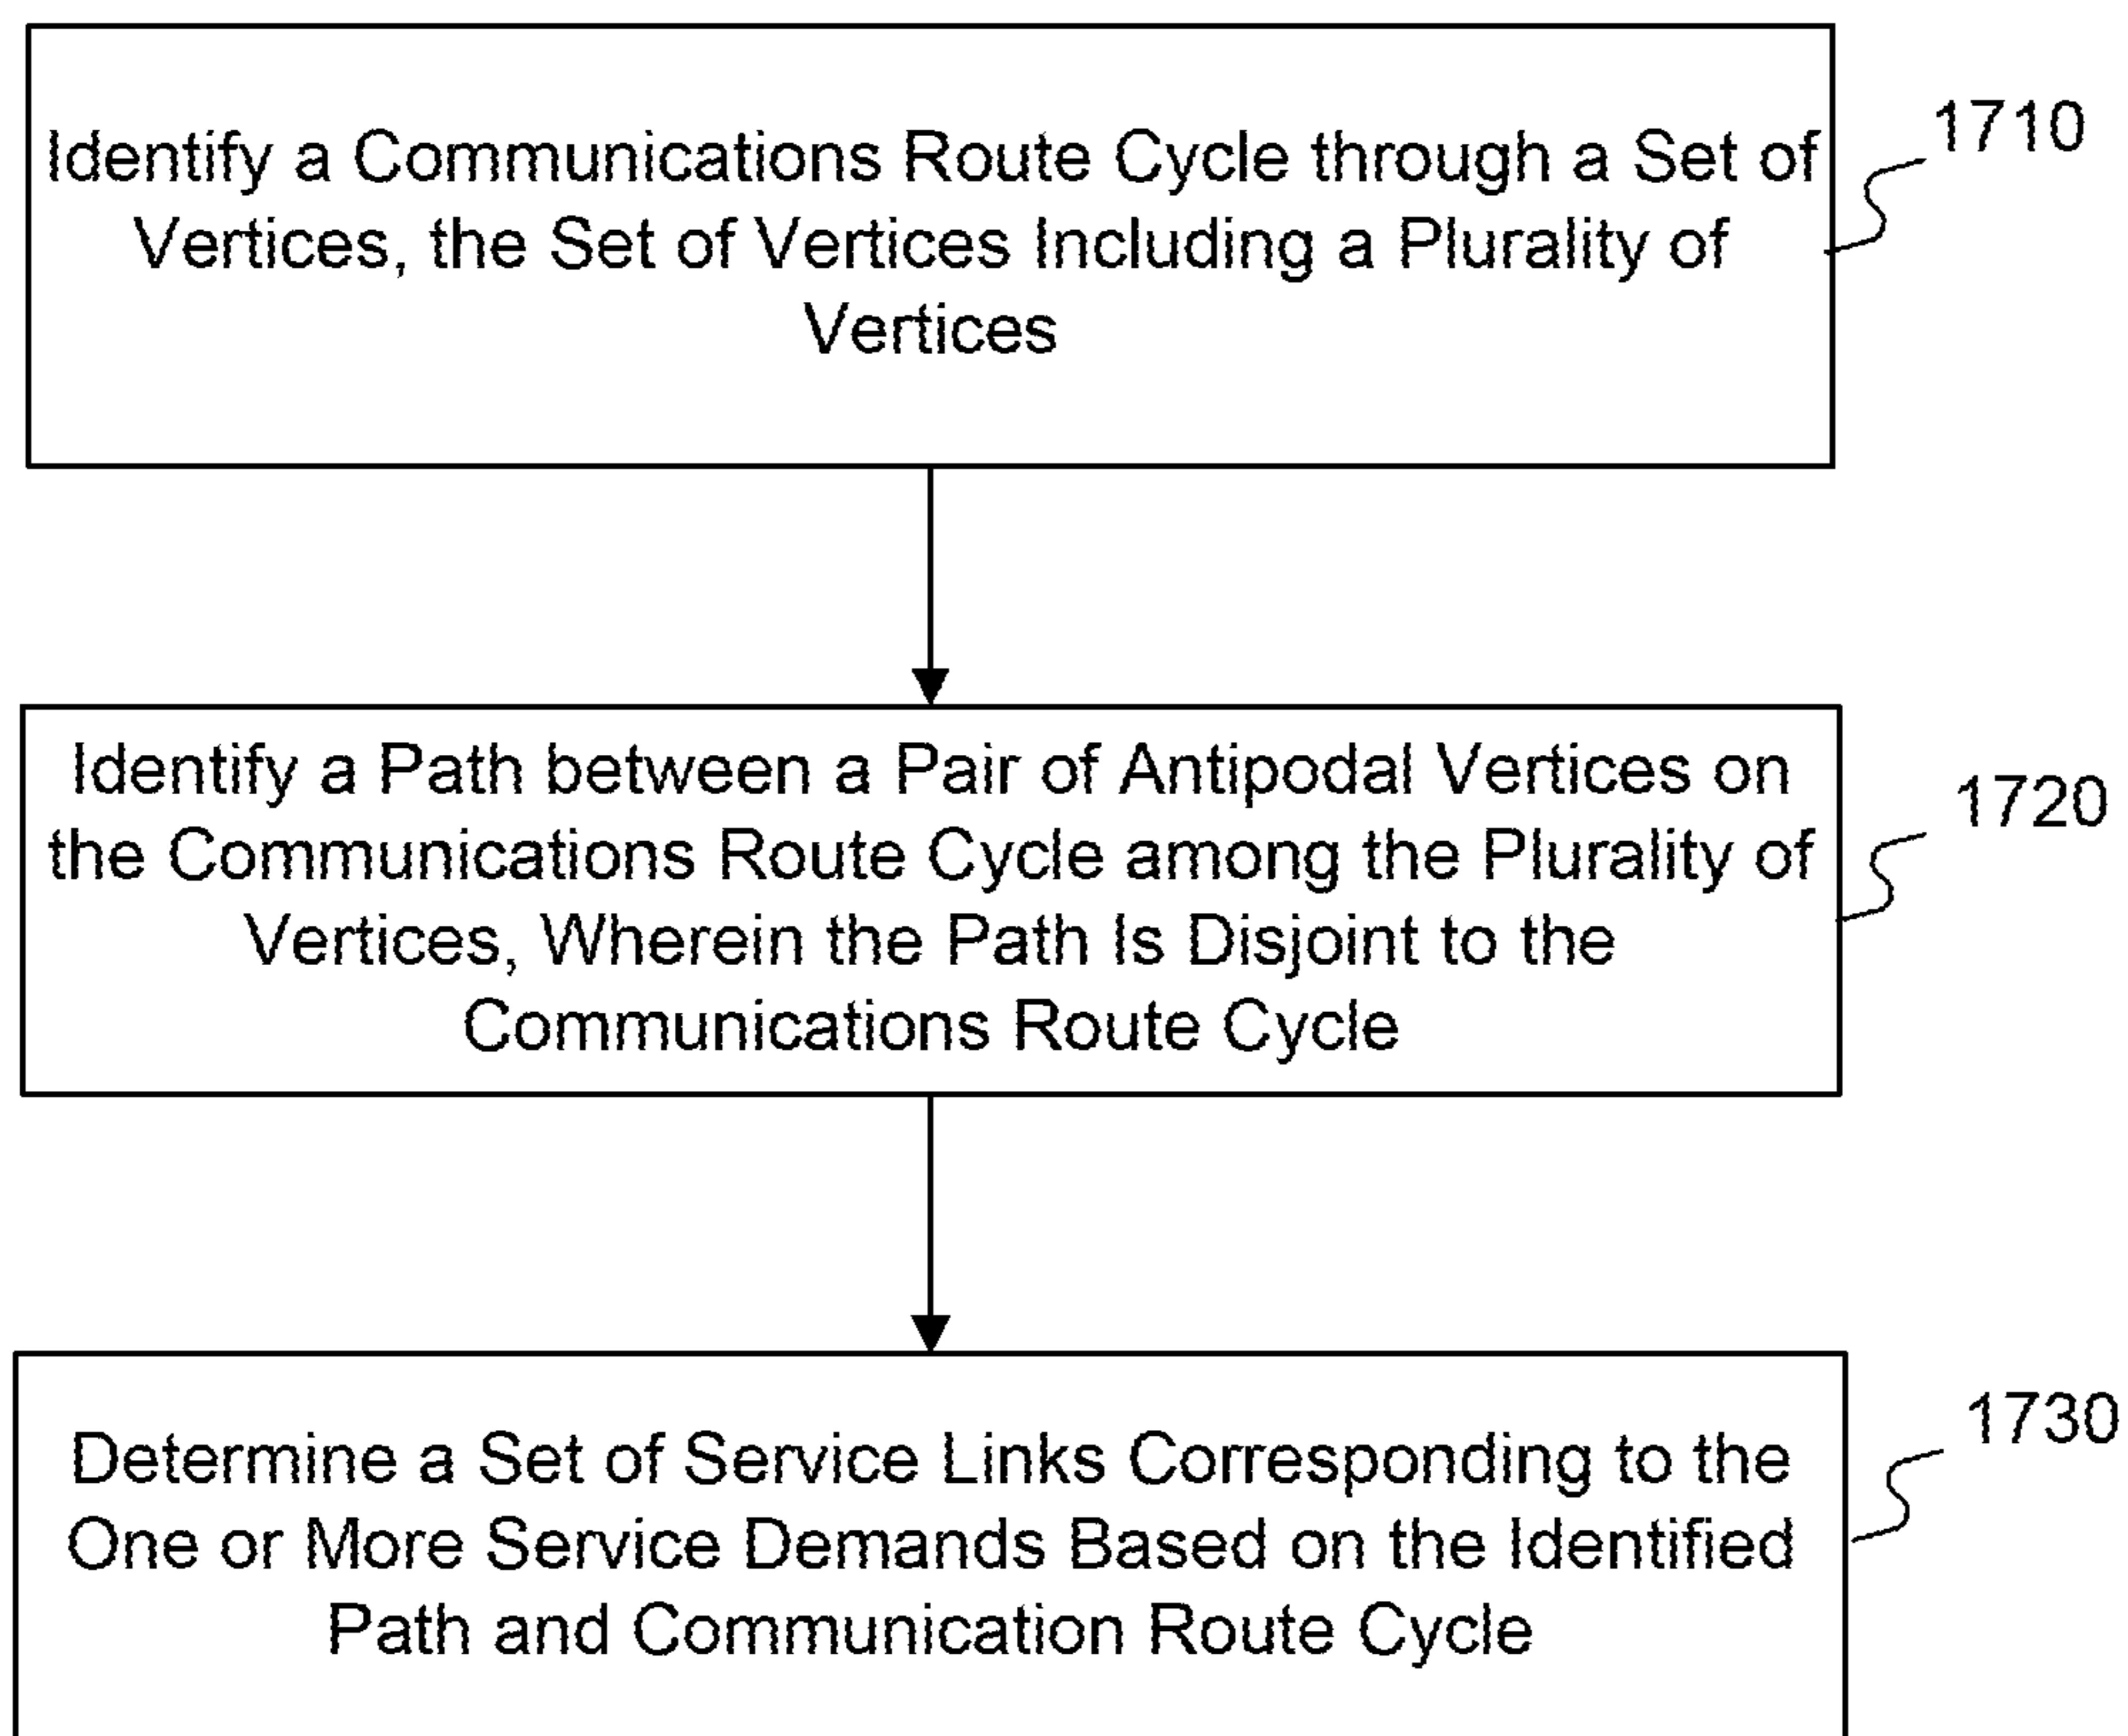 Identify a Communications Route Cycle through a Set of
Vertices, the Set of Vertices Including a Plurality of
Vertices
1710
Identify a Path between a Pair of Antipodal Vertices on
the Communications Route Cycle among the Plurality of
Vertices, Wherein the Path Is Disjoint to the
Communications Route Cycle
1720
Determine a Set of Service Links Corresponding to the
One or More Service Demands Based on the Identified
Path and Communication Route Cycle
1730